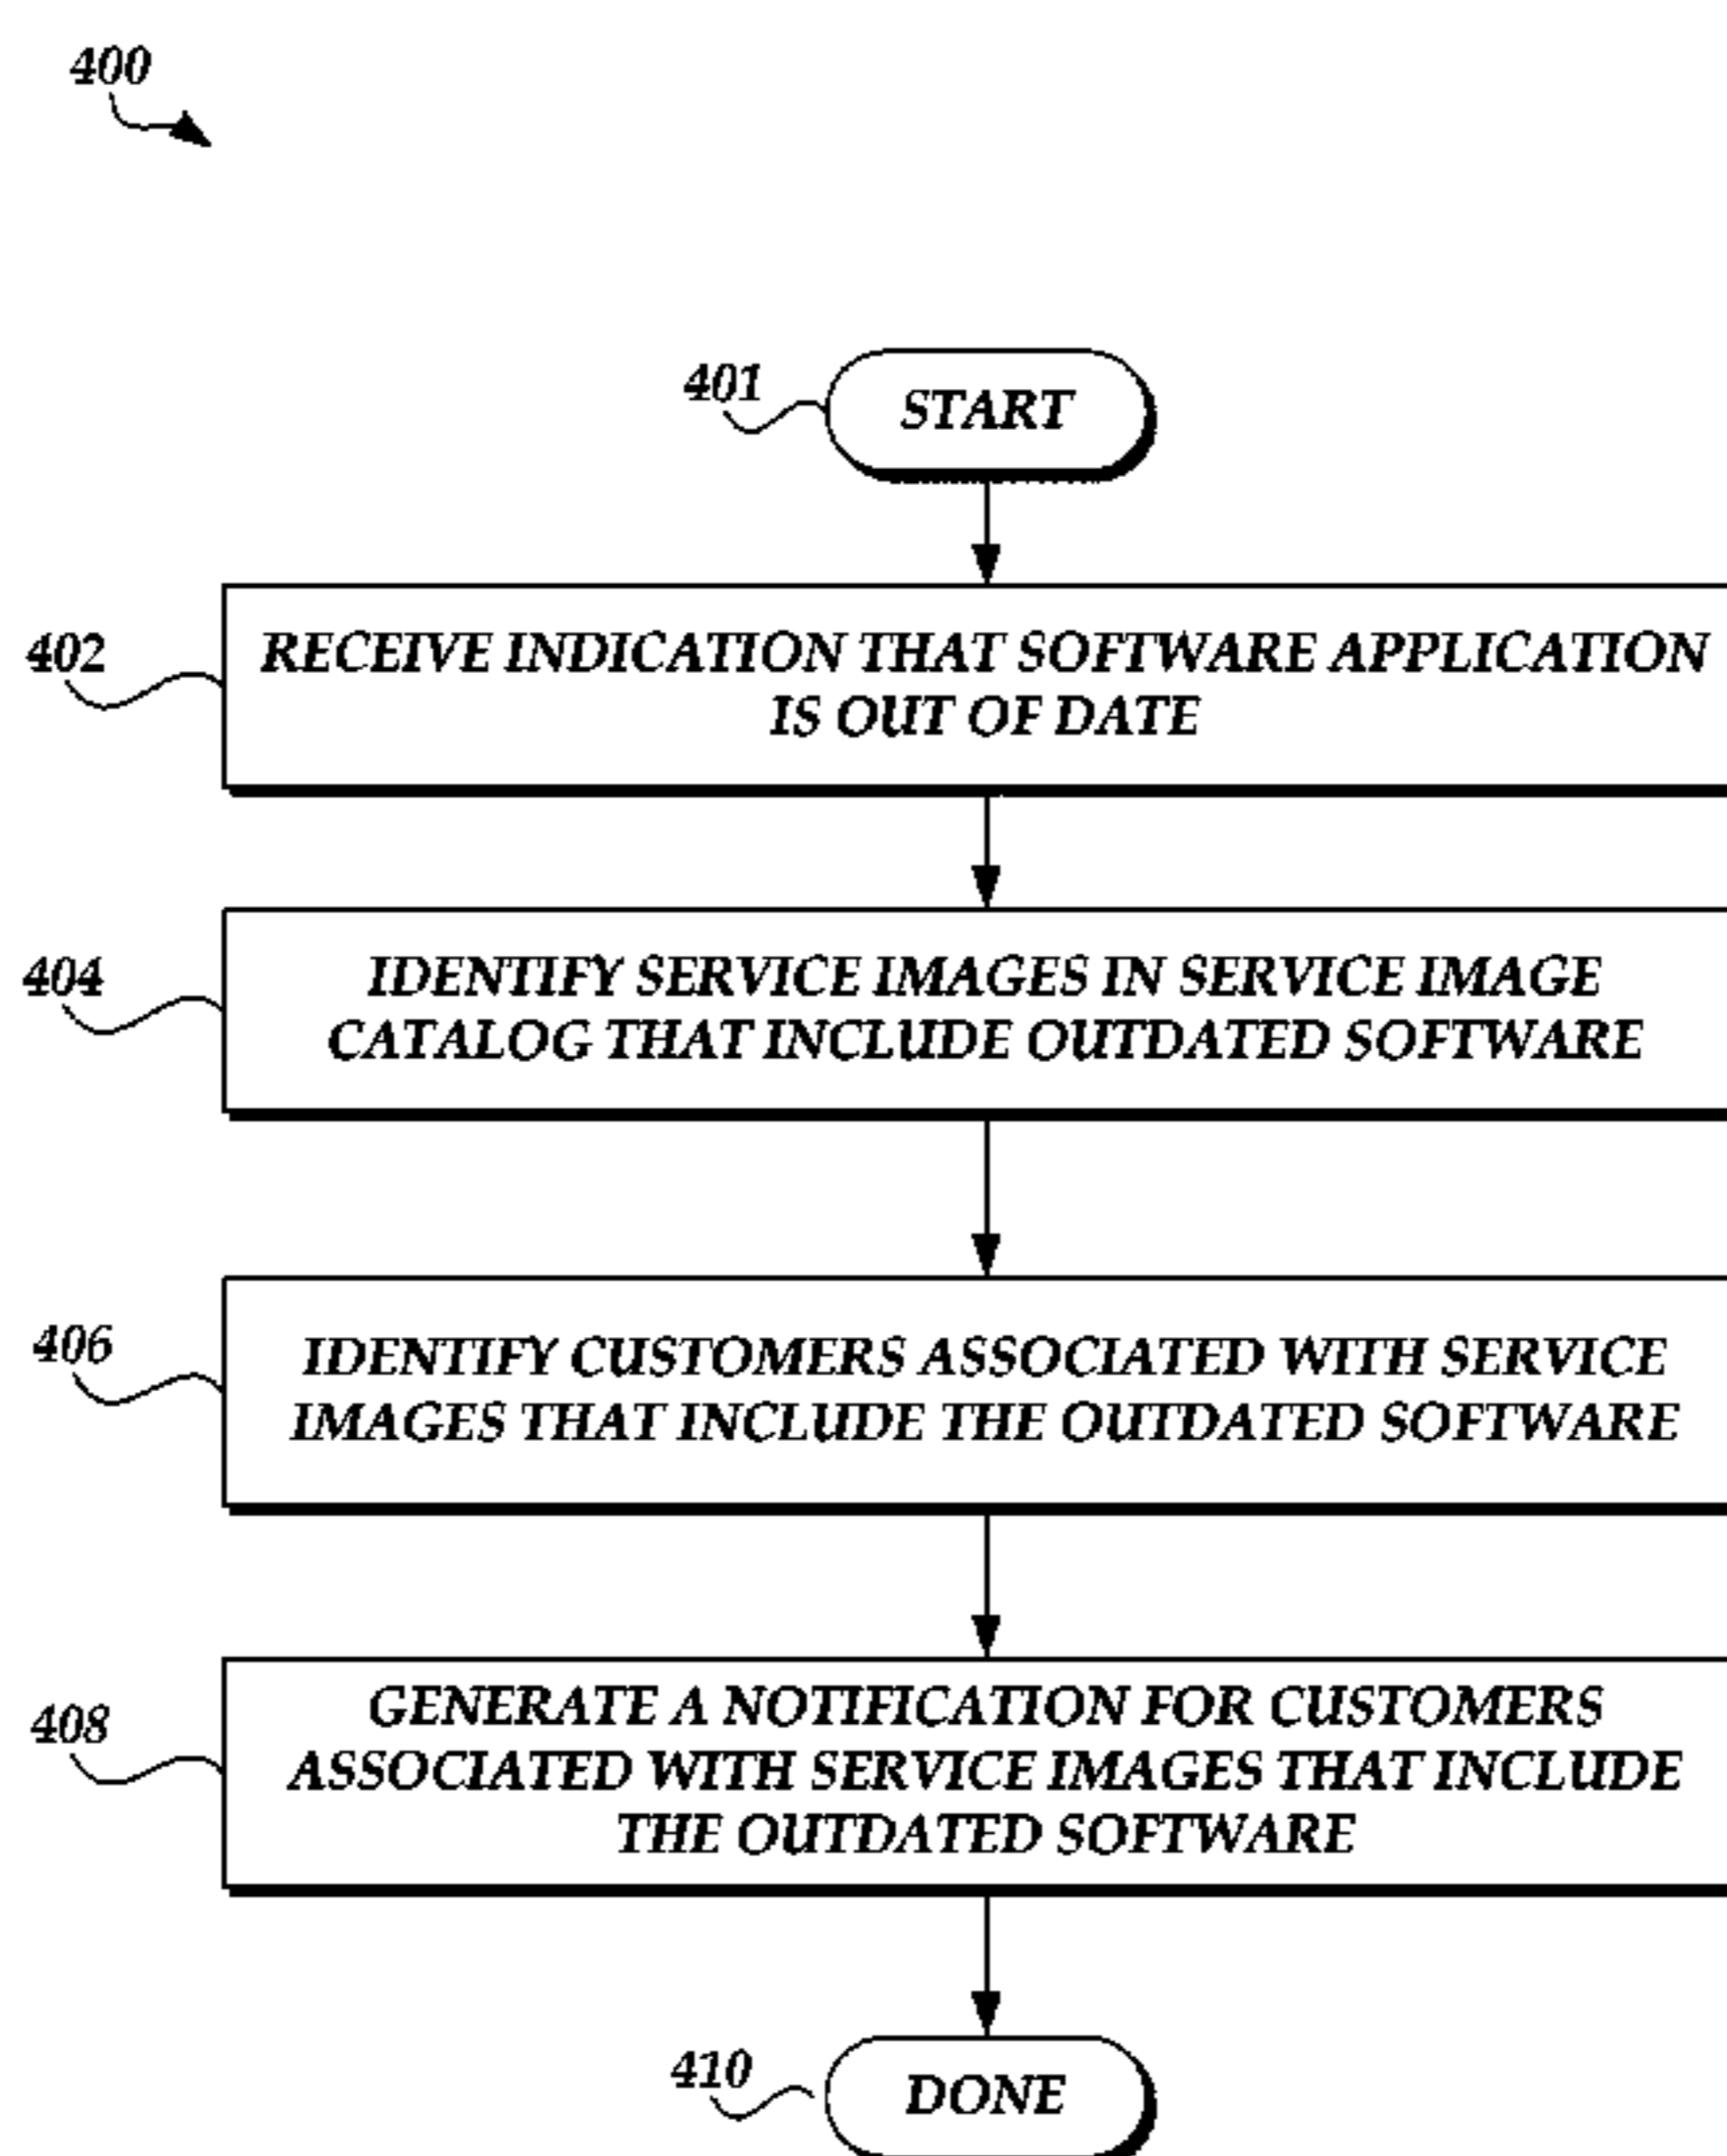 400
401
START
402
RECEIVE INDICATION THAT SOFTWARE APPLICATION
IS OUT OF DATE
404
IDENTIFY SERVICE IMAGES IN SERVICE IMAGE
CATALOG THAT INCLUDE OUTDATED SOFTWARE
406
IDENTIFY CUSTOMERS ASSOCIATED WITH SERVICE
IMAGES THAT INCLUDE THE OUTDATED SOFTWARE
408
GENERATE A NOTIFICATION FOR CUSTOMERS
ASSOCIATED WITH SERVICE IMAGES THAT INCLUDE
THE OUTDATED SOFTWARE
410
DONE